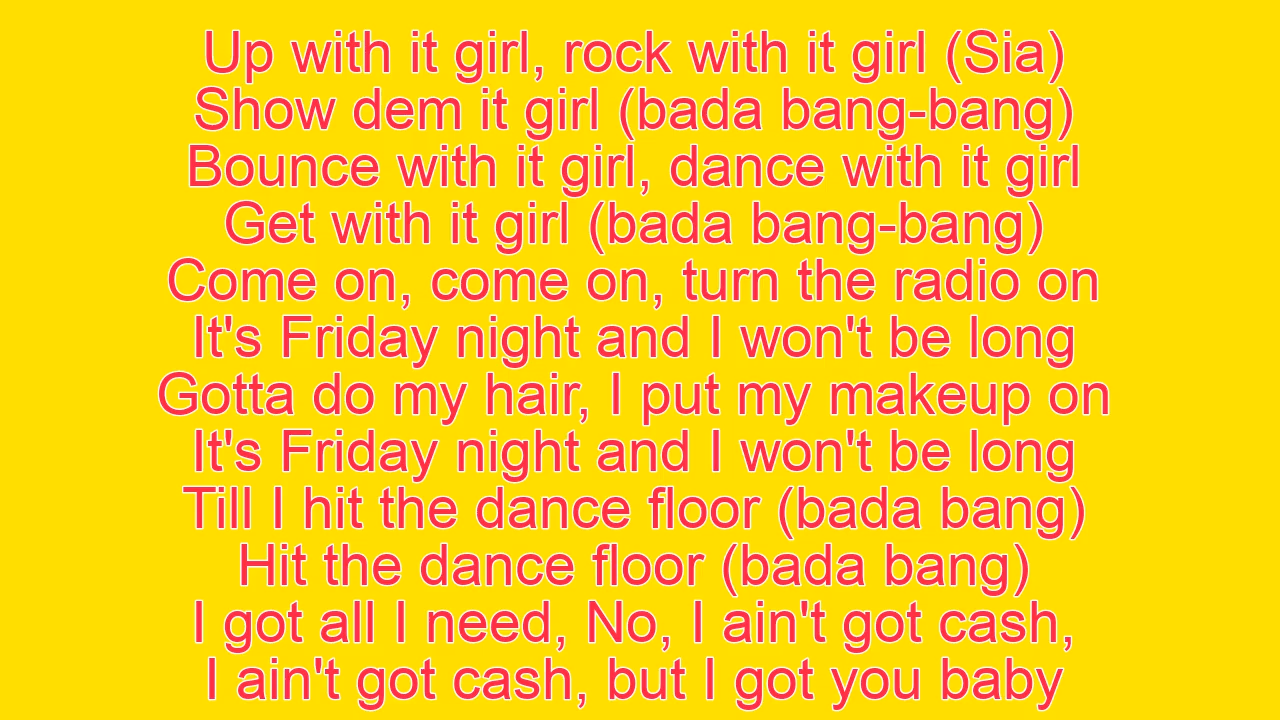 Up with it girl, rock with it girl (Sia)
Show dem it girl (bada bang-bang)
Bounce with it girl, dance with it girl
Get with it girl (bada bang-bang)
Come on, come on, turn the radio on
It's Friday night and I won't be long
Gotta do my hair, I put my makeup on
It's Friday night and I won't be long
Till I hit the dance floor (bada bang)
Hit the dance floor (bada bang)
I got all I need, No, I ain't got cash,
I ain't got cash, but I got you baby